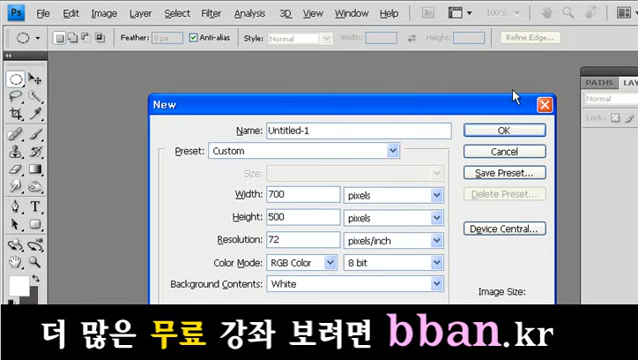 Ps File Edit Image Layer Select Filter Analysis 3D View Window Help Br 100%
Feather: 0 px Anti-alias Style: Normal Width: Height: Refine Edge...
New
PATHS LAY
Name: Untitled-1 OK
Normal
Preset: Custom Cancel
Lock:
Size: Save Preset...
Width: 700 pixels Delete Preset...
Height: 500 pixels
Device Central...
Resolution: 72 pixels/inch
Color Mode: RGB Color 8 bit
Background Contents: White
Image Size:
더 많은 무료 강좌 보려면 bban.kr